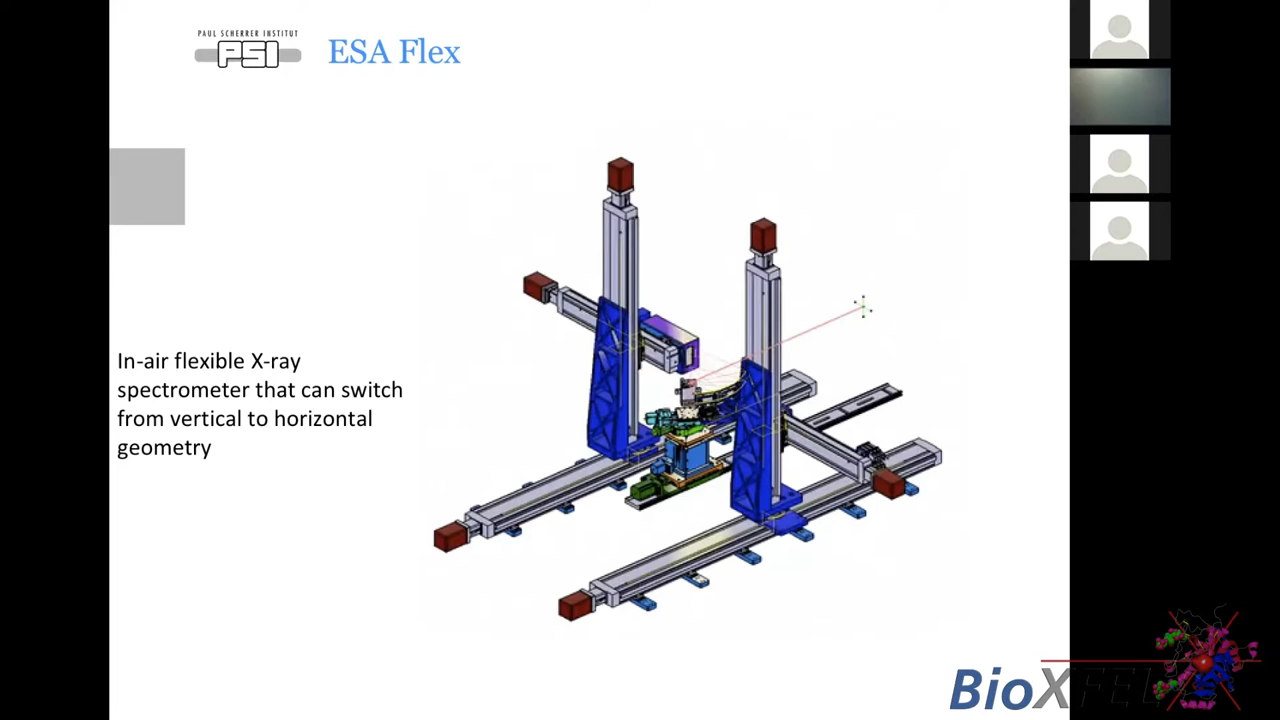 PAUL SCHERRER INSTITUT
PSI
ESA Flex
In-air flexible X-ray
spectrometer that can switch
from vertical to horizontal
geometry
BioXFEL